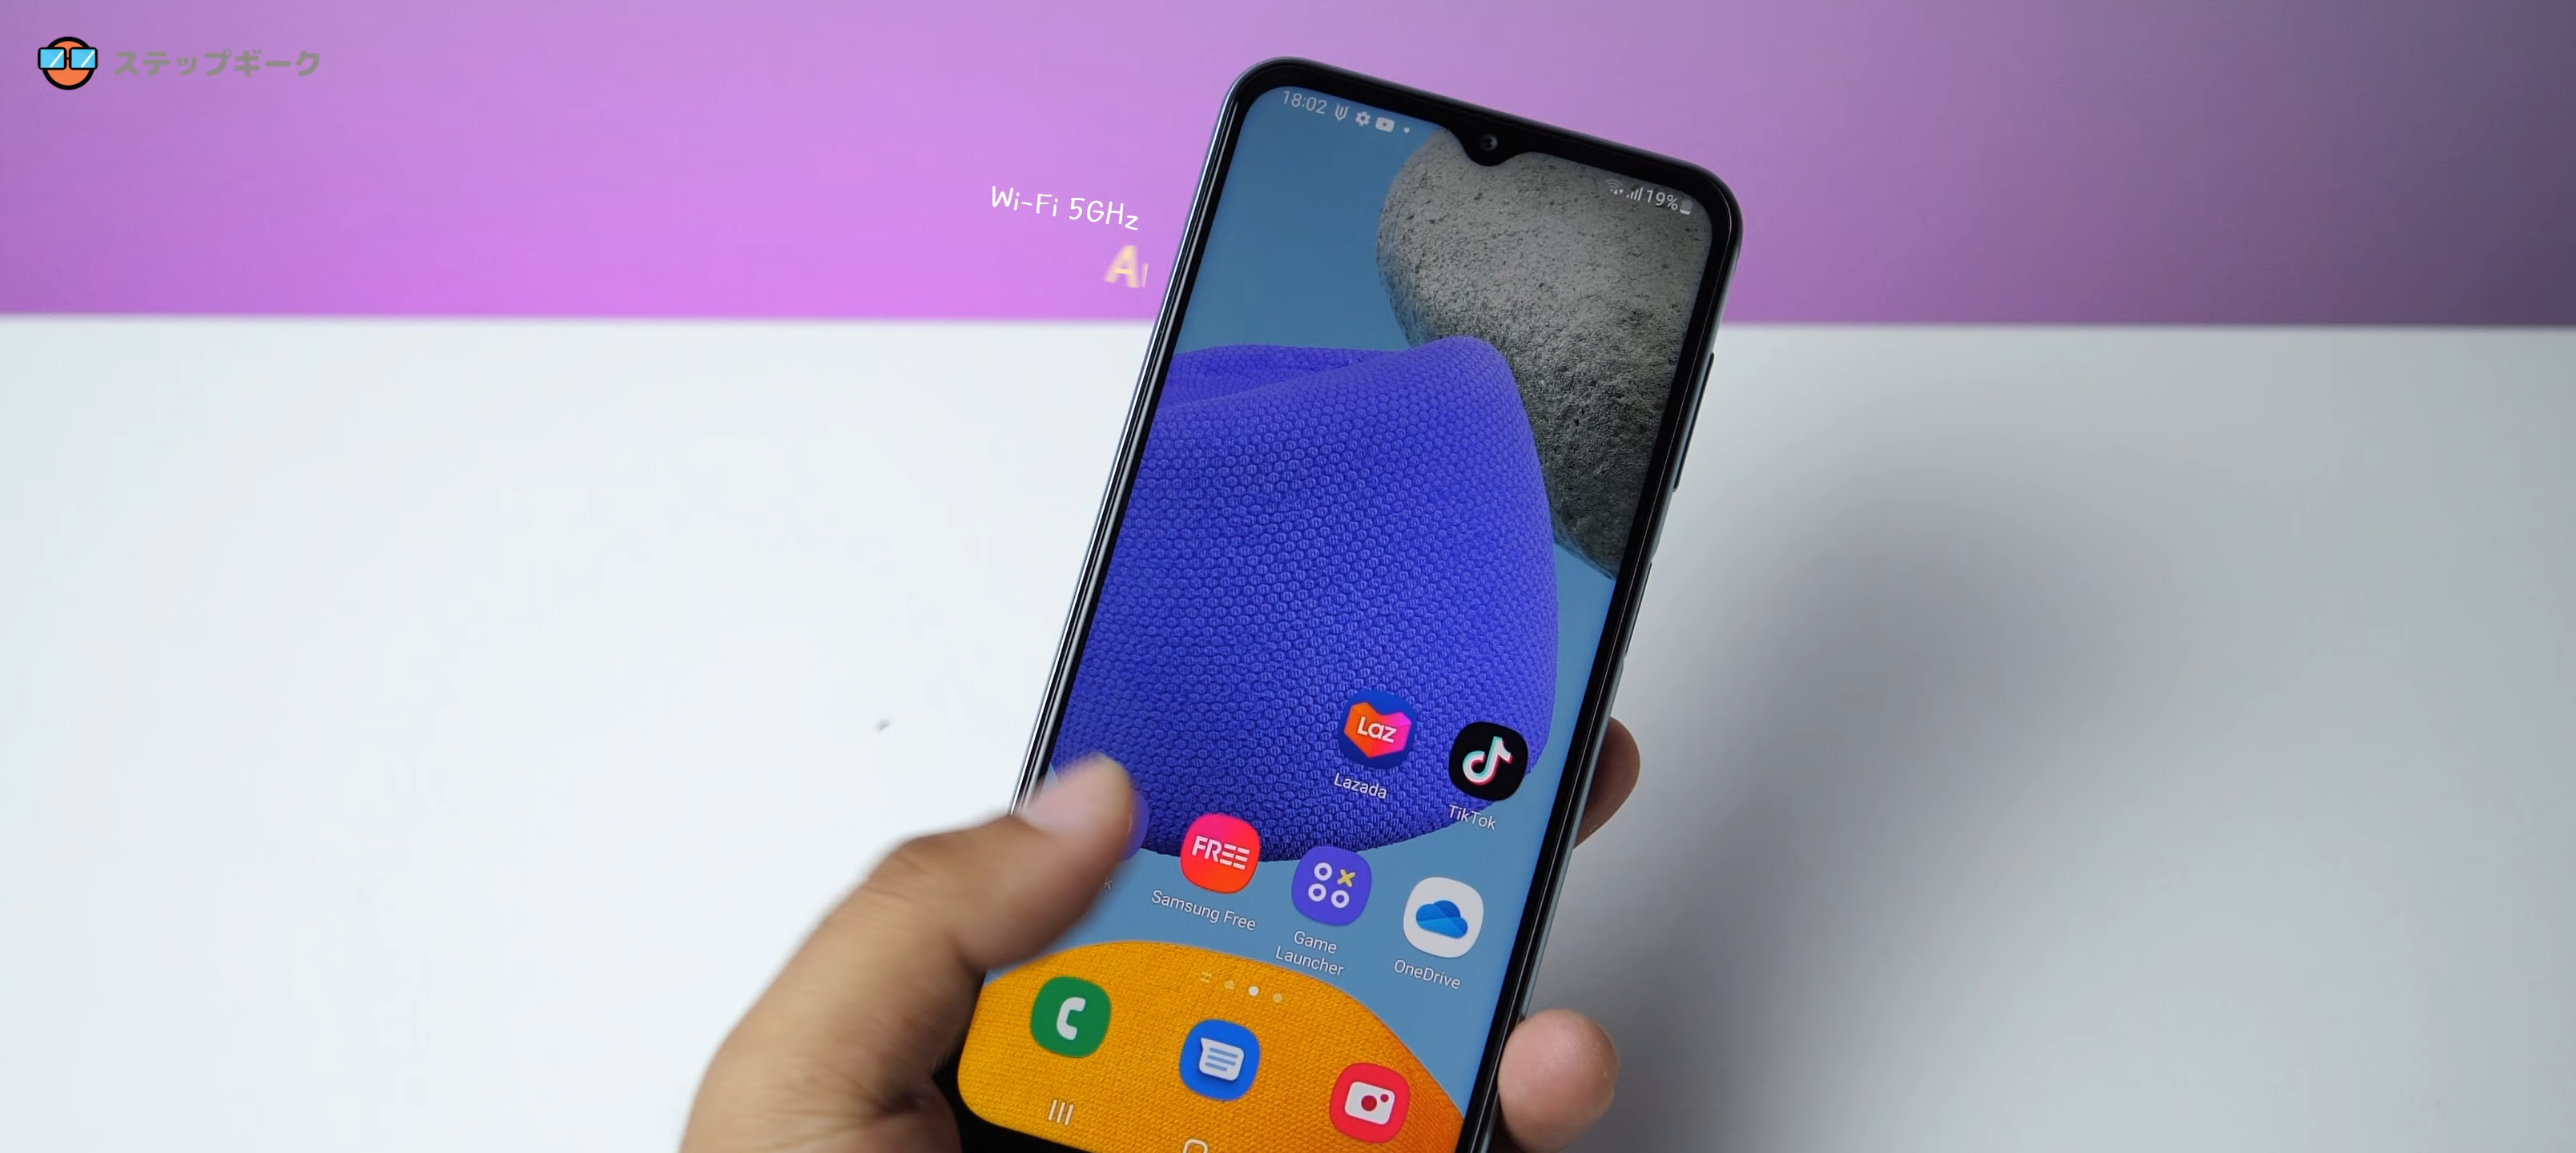 ステップギーク
18:02
19%
Wi-Fi 5GHz
Laz
Lazada
TikTok
FREE
Samsung Free
Game
Launcher
OneDrive